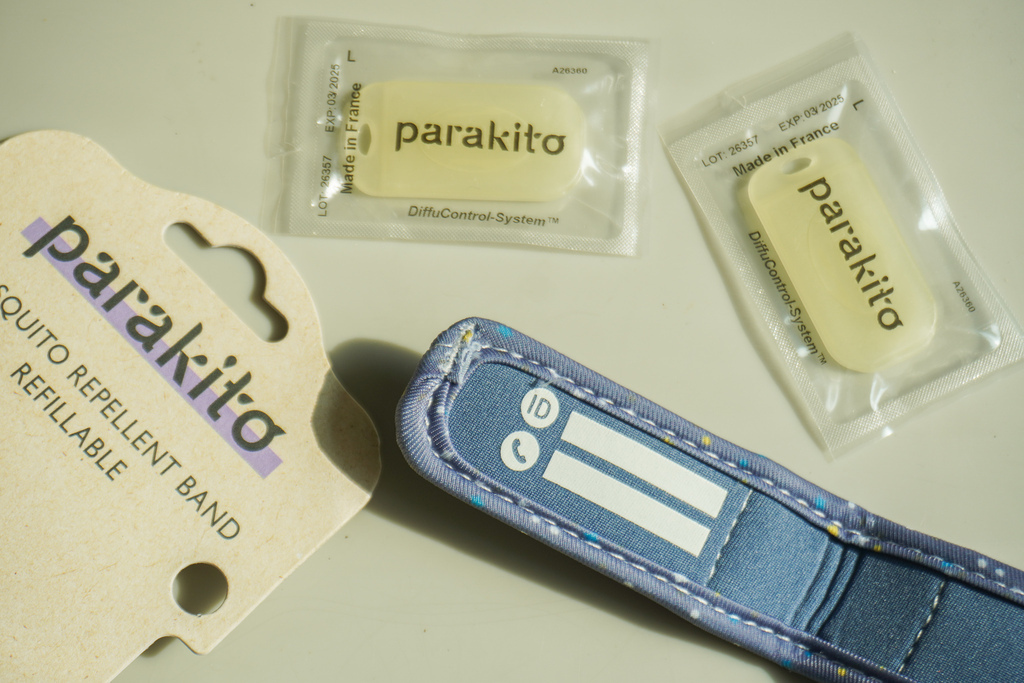 L
A26360
EXP: 03/2025
LOT: 26357
Made in France
parakito
DiffuControl-System™
L
EXP: 03/2025
LOT: 26357
Made in France
parakito
DiffuControl-System™
A26360
parakito
SQUITO REPELLENT BAND
REFILLABLE
ID